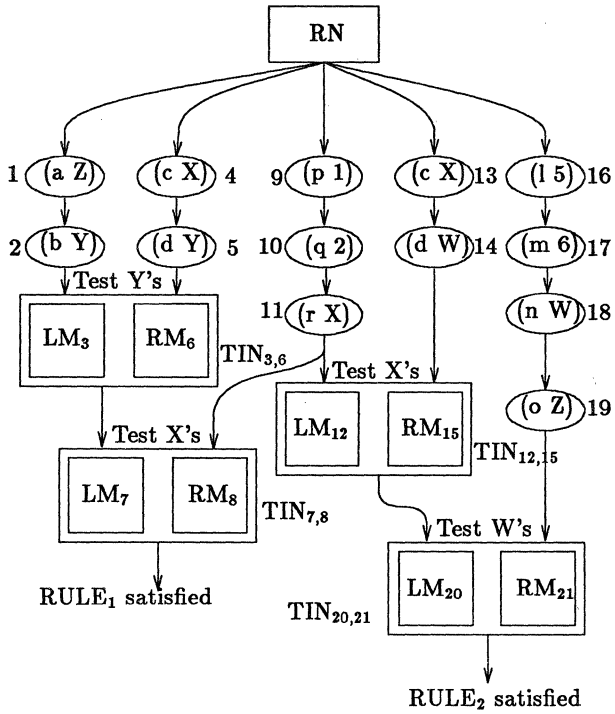 RN
1 (a Z) (c X) 4 9 (p 1) (c X) 13 (l 5) 16
2 (b Y) (d Y) 5 10 (q 2) (d W) 14 (m 6) 17
Test Y's
11 (r X) (n W) 18
LM₃ RM₆ TIN₃,₆
Test X's
(o Z) 19
LM₁₂ RM₁₅ TIN₁₂,₁₅
Test X's
LM₇ RM₈ TIN₇,₈
Test W's
LM₂₀ RM₂₁
RULE₁ satisfied
TIN₂₀,₂₁
RULE₂ satisfied